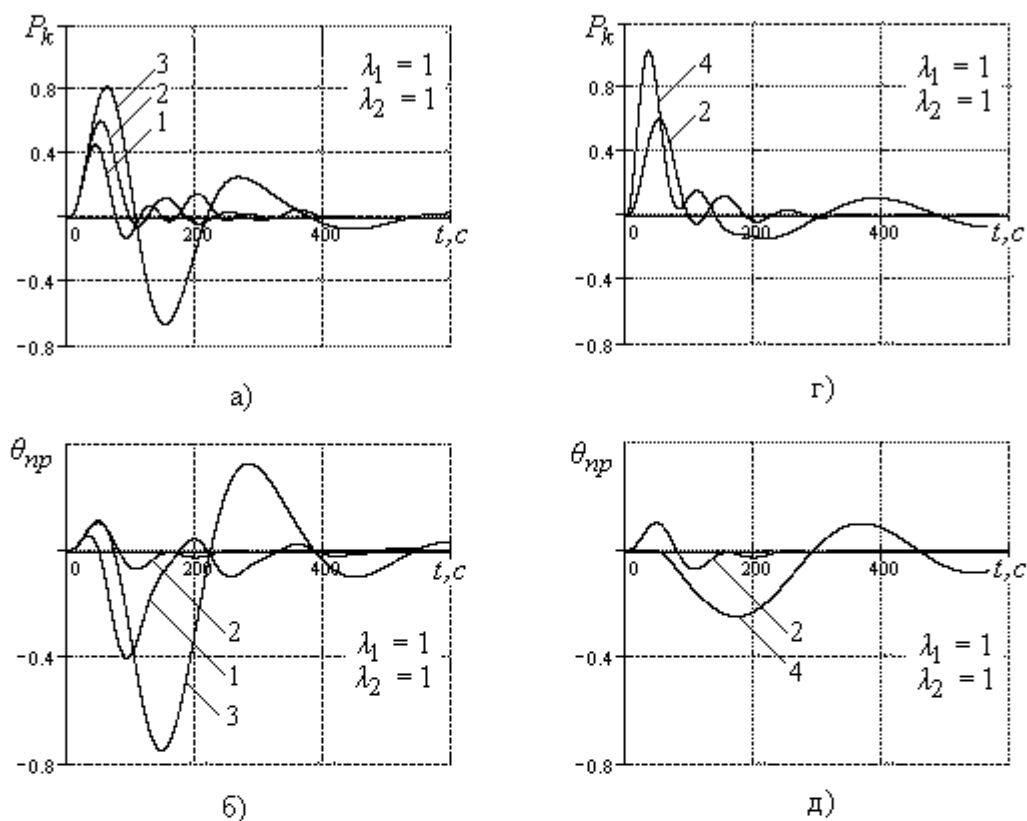 P_k
0.8
0.4
-0.4
-0.8
0
200
400
t,c
3
2
1
λ1 = 1
λ2 = 1
а)
P_k
0.8
0.4
-0.4
-0.8
0
200
400
t,c
4
2
λ1 = 1
λ2 = 1
г)
θ_пр
-0.4
-0.8
0
200
400
t,c
2
1
3
λ1 = 1
λ2 = 1
б)
θ_пр
-0.4
-0.8
0
200
400
t,c
2
4
λ1 = 1
λ2 = 1
д)